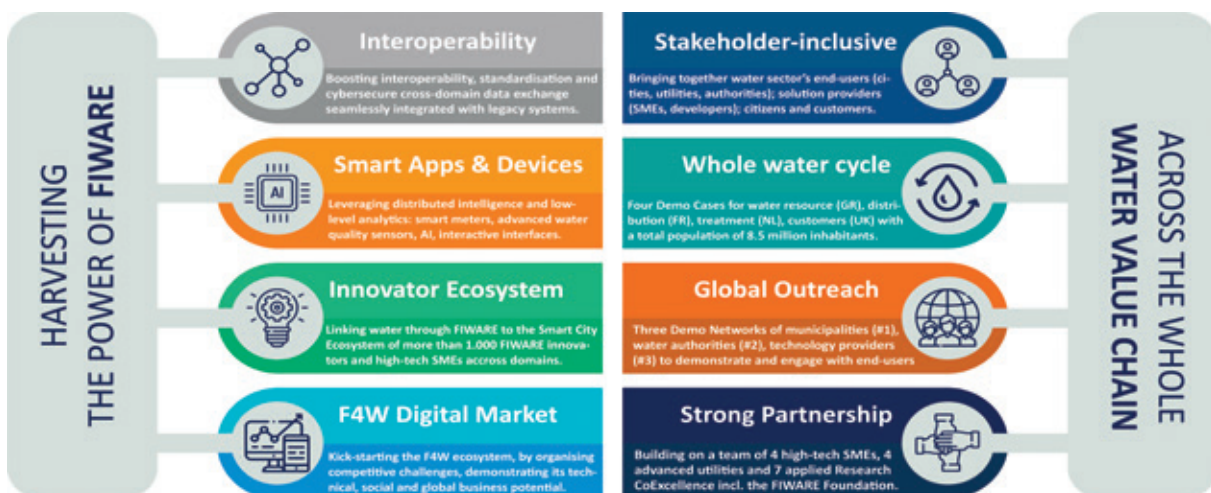 HARVESTING
THE POWER OF FIWARE
Interoperability
Boosting interoperability, standardisation and
cybersecure cross-domain data exchange
seamlessly integrated with legacy systems.
Smart Apps & Devices
AI
Leveraging distributed intelligence and low-
level analytics: smart meters, advanced water
quality sensors, AI, interactive interfaces.
Innovator Ecosystem
Linking water through FIWARE to the Smart City
Ecosystem of more than 1.000 FIWARE innova-
tors and high-tech SMEs accross domains.
F4W Digital Market
Kick-starting the F4W ecosystem, by organising
competitive challenges, demonstrating its tech-
nical, social and global business potential.
Stakeholder-inclusive
Bringing together water sector's end-users (ci-
ties, utilities, authorities); solution providers
(SMEs, developers); citizens and customers.
Whole water cycle
Four Demo Cases for water resource (GR), distri-
bution (FR), treatment (NL), customers (UK) with
a total population of 8.5 million inhabitants.
Global Outreach
Three Demo Networks of municipalities (#1),
water authorities (#2), technology providers
(#3) to demonstrate and engage with end-users
Strong Partnership
Building on a team of 4 high-tech SMEs, 4
advanced utilities and 7 applied Research
CoExcellence incl. the FIWARE Foundation.
ACROSS THE WHOLE
WATER VALUE CHAIN